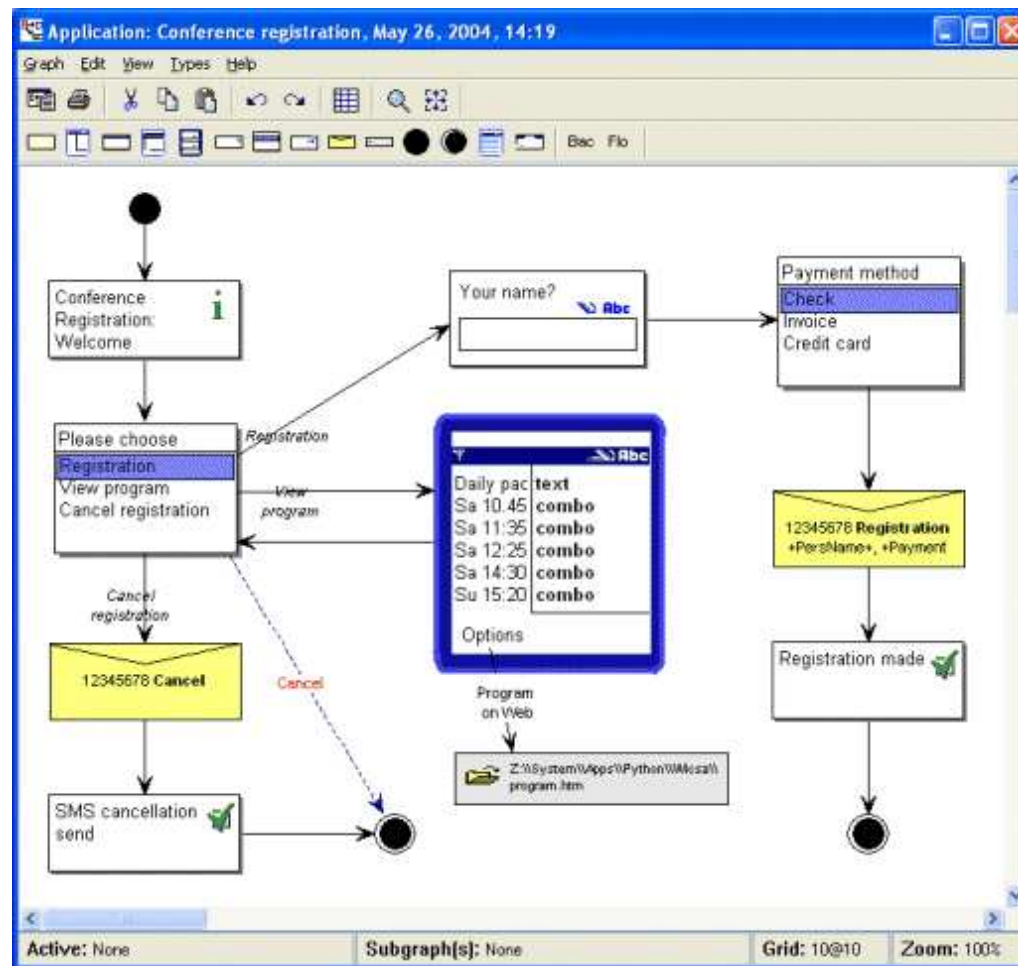 Application: Conference registration, May 26, 2004, 14:19
Graph Edit View Types Help
Bac Flo
Conference
Registration:
Welcome
Your name?
Abc
Payment method
Check
Invoice
Credit card
Please choose
Registration
View program
Cancel registration
Registration
View
program
Abc
Daily pac text
Sa 10.45 combo
Sa 11:35 combo
Sa 12:25 combo
Sa 14:30 combo
Su 15:20 combo
Options
12345678 Registration
+PersName+, +Payment
Cancel
registration
12345678 Cancel
Cancel
Registration made
Program
on Web
program.htm
SMS cancellation
send
Active: None
Subgraph(s): None
Grid: 10@10
Zoom: 100%